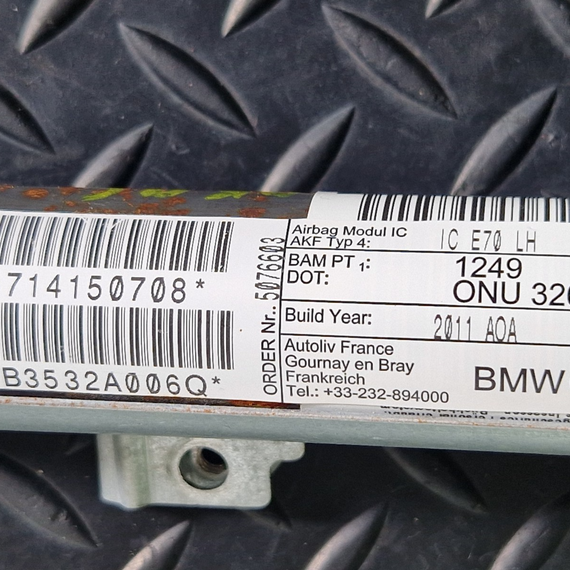 714150708*
B3532A006Q*
ORDER Nr.: 5076603
Airbag Modul IC
AKF Typ 4: IC E70 LH
BAM PT 1: 1249
DOT: ONU 326
Build Year: 2011 AOA
Autoliv France
Gournay en Bray
Frankreich
Tel.: +33-232-894000
BMW